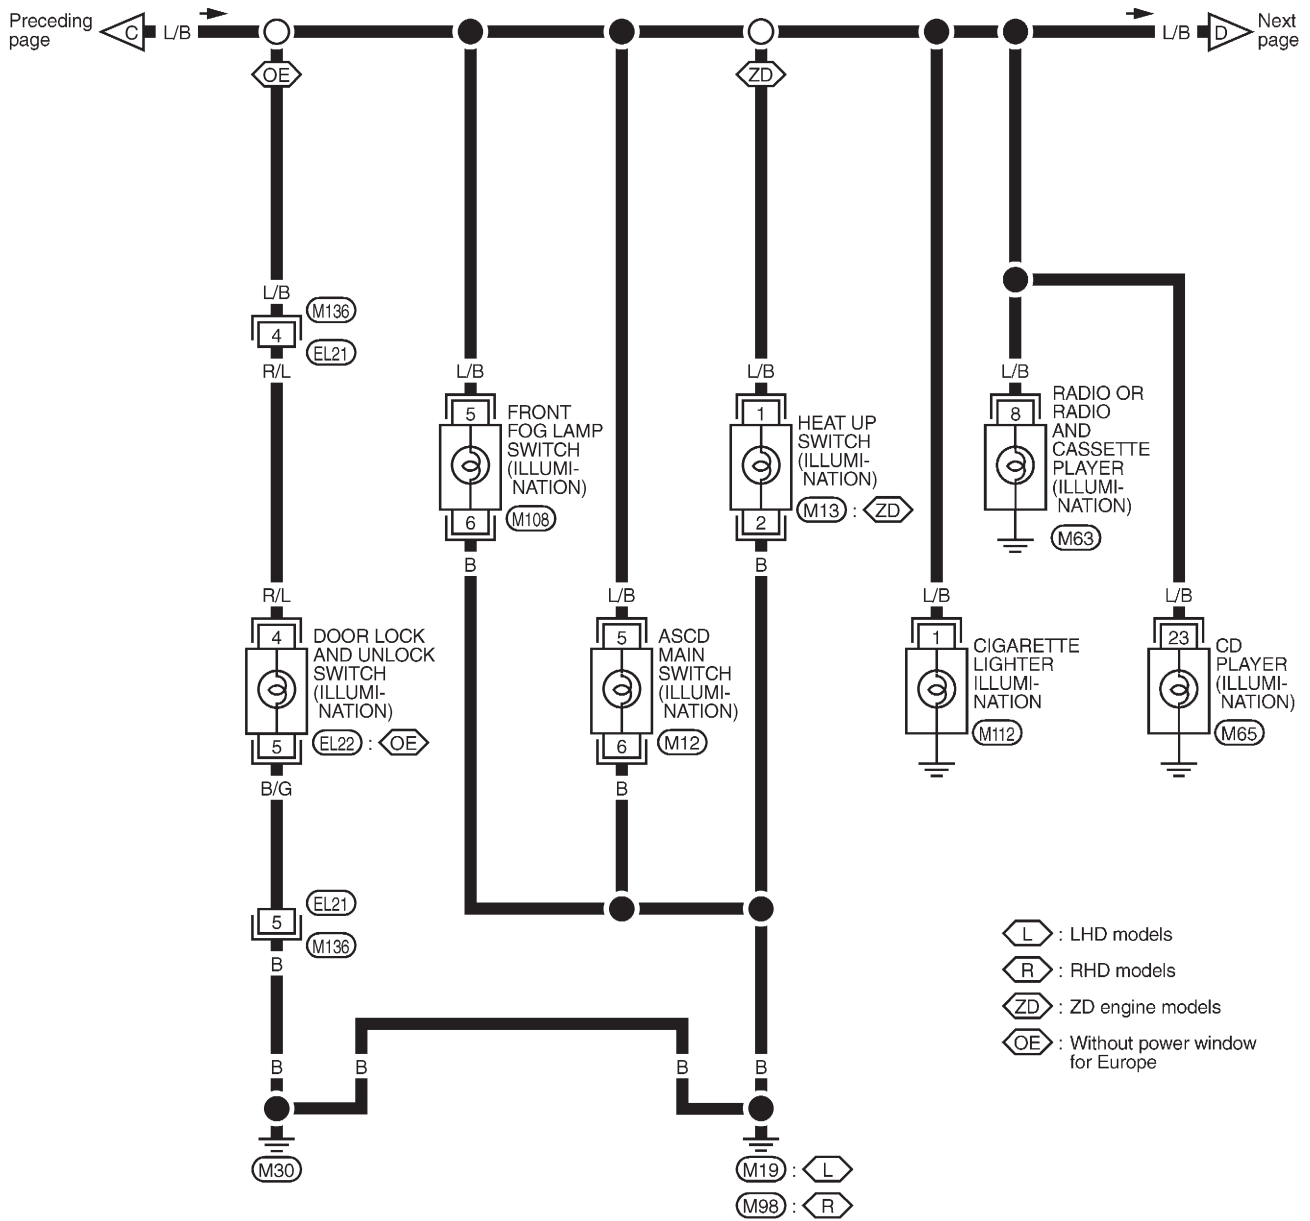 Preceding
page
C
L/B
L/B
D
Next
page
OE
ZD
L/B
M136
4
EL21
R/L
L/B
5
FRONT
FOG LAMP
SWITCH
(ILLUMI-
NATION)
6
M108
B
L/B
1
HEAT UP
SWITCH
(ILLUMI-
NATION)
M13 : ZD
2
B
L/B
8
RADIO OR
RADIO
AND
CASSETTE
PLAYER
(ILLUMI-
NATION)
M63
R/L
4
DOOR LOCK
AND UNLOCK
SWITCH
(ILLUMI-
NATION)
5
EL22 : OE
B/G
L/B
5
ASCD
MAIN
SWITCH
(ILLUMI-
NATION)
6
M12
B
L/B
1
CIGARETTE
LIGHTER
ILLUMI-
NATION
M112
L/B
23
CD
PLAYER
(ILLUMI-
NATION)
M65
EL21
5
M136
B
L : LHD models
R : RHD models
ZD : ZD engine models
OE : Without power window
for Europe
B
B
B
B
M30
M19 : L
M98 : R